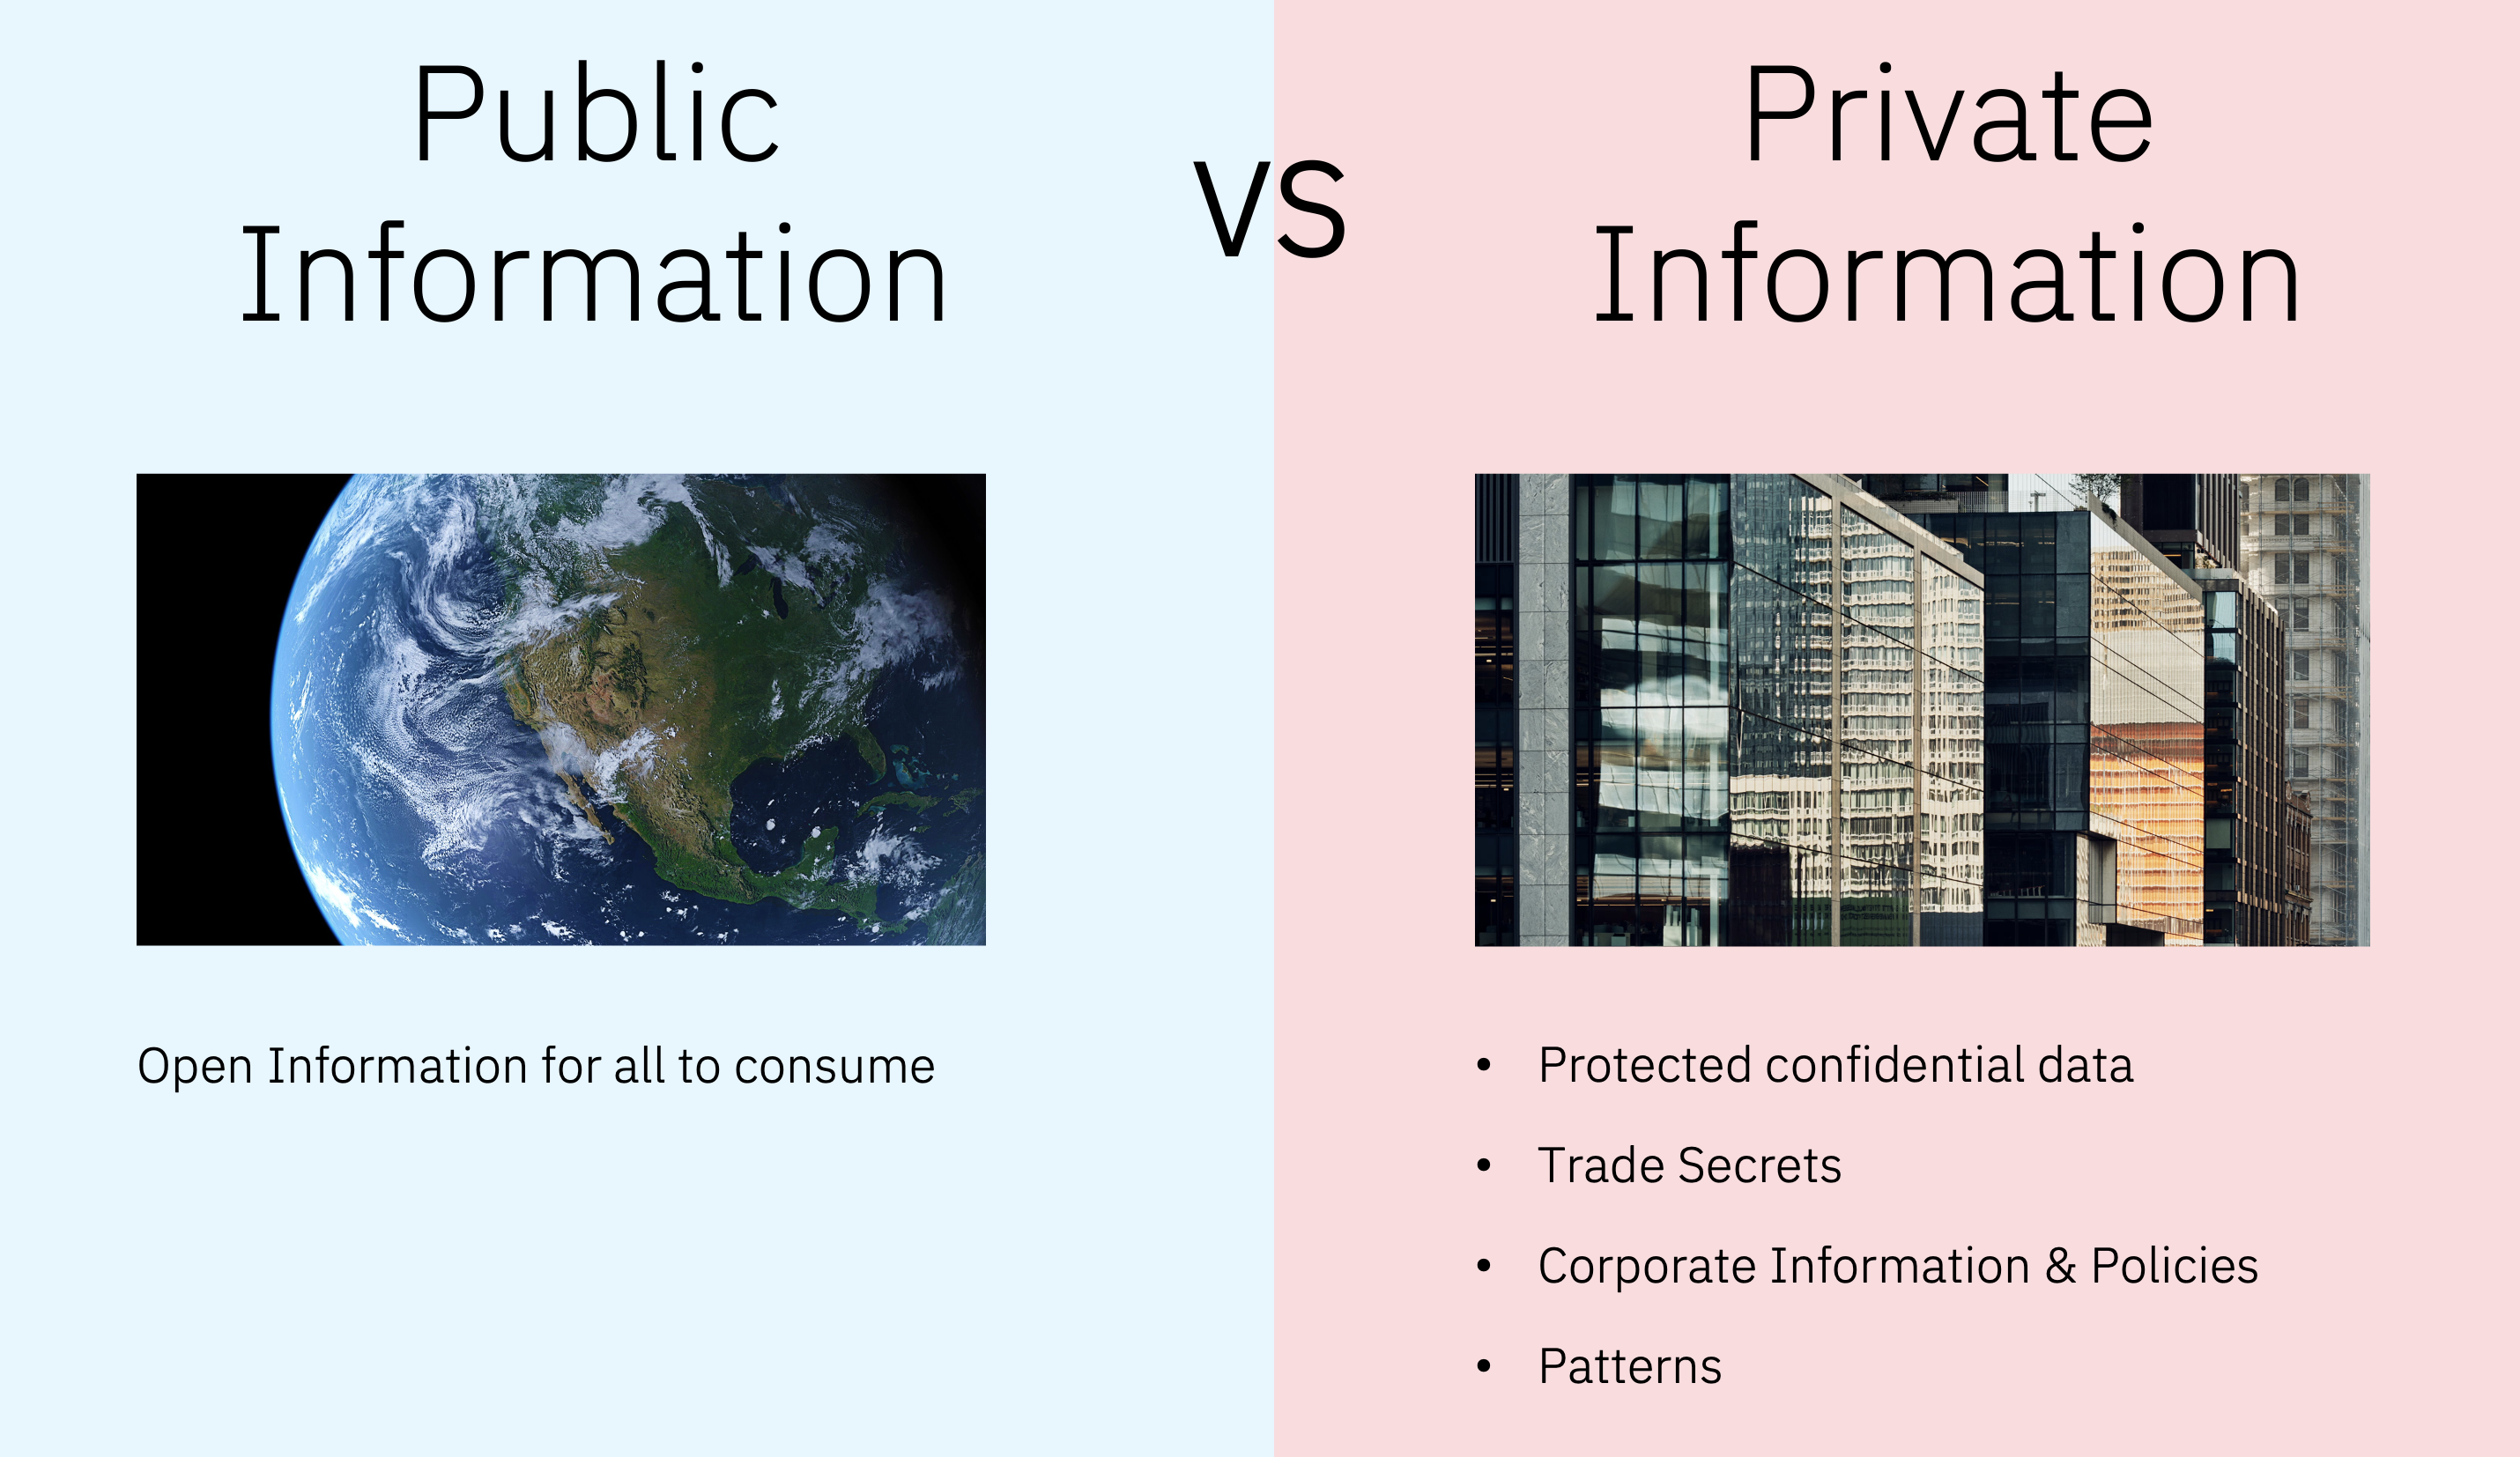 Public
Information
VS
Private
Information
Open Information for all to consume
• Protected confidential data
• Trade Secrets
• Corporate Information & Policies
• Patterns